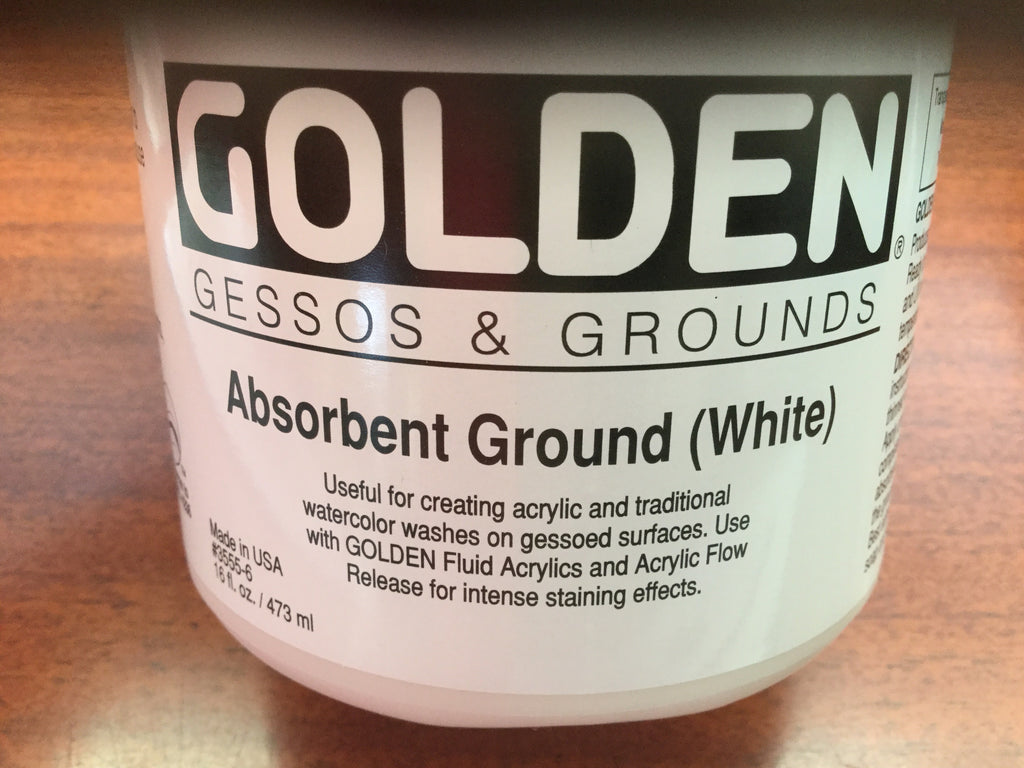 GOLDEN®
GESSOS & GROUNDS
Absorbent Ground (White)
Useful for creating acrylic and traditional
watercolor washes on gessoed surfaces. Use
with GOLDEN Fluid Acrylics and Acrylic Flow
Release for intense staining effects.
Made in USA
#3555-6
16 fl. oz. / 473 ml